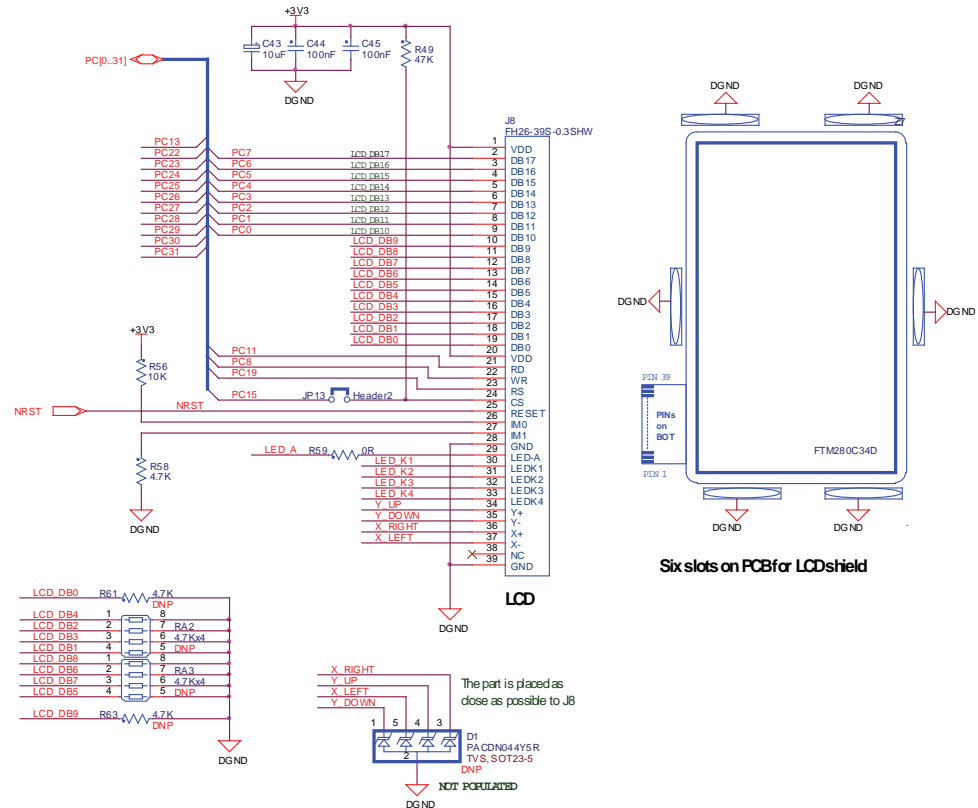 +3V3
C43
10uF
C44
100nF
C45
100nF
R49
47K
PC[0..31]
DGND
J8
FH26-39S-0.3SHW
PC13
PC22
PC23
PC24
PC25
PC26
PC27
PC28
PC29
PC30
PC31
PC7
PC6
PC5
PC4
PC3
PC2
PC1
PC0
LCD_DB17
LCD_DB16
LCD_DB15
LCD_DB14
LCD_DB13
LCD_DB12
LCD_DB11
LCD_DB10
LCD_DB9
LCD_DB8
LCD_DB7
LCD_DB6
LCD_DB5
LCD_DB4
LCD_DB3
LCD_DB2
LCD_DB1
LCD_DB0
1 VDD
2 DB17
3 DB16
4 DB15
5 DB14
6 DB13
7 DB12
8 DB11
9 DB10
10 DB9
11 DB8
12 DB7
13 DB6
14 DB5
15 DB4
16 DB3
17 DB2
18 DB1
19 DB0
20 VDD
21 RD
22 WR
23 RS
24 CS
25 RESET
26 IM0
27 IM1
28 GND
29 LED-A
30 LEDK1
31 LEDK2
32 LEDK3
33 LEDK4
34 Y+
35 Y-
36 X+
37 X-
38 NC
39 GND
LCD
+3V3
R56
10K
PC11
PC8
PC19
PC15
JP13
Header2
NRST
NRST
R58
4.7K
DGND
LED_A
R59
0R
LED_K1
LED_K2
LED_K3
LED_K4
Y_UP
Y_DOWN
X_RIGHT
X_LEFT
DGND
DGND
DGND
Z7
DGND
DGND
PIN 39
PINs
on
BOT
PIN 1
FTM280C34D
DGND
DGND
Six slots on PCB for LCD shield
LCD_DB0
R61
4.7K
DNP
LCD_DB4
1
8
LCD_DB2
2
7
RA2
LCD_DB3
3
6
4.7Kx4
LCD_DB1
4
5
DNP
LCD_DB8
1
8
LCD_DB6
2
7
RA3
LCD_DB7
3
6
4.7Kx4
LCD_DB5
4
5
DNP
LCD_DB9
R63
4.7K
DNP
DGND
X_RIGHT
Y_UP
X_LEFT
Y_DOWN
The part is placed as
close as possible to J8
1
5
4
3
2
D1
PACDN044Y5R
TVS, SOT23-5
DNP
NOT POPULATED
DGND